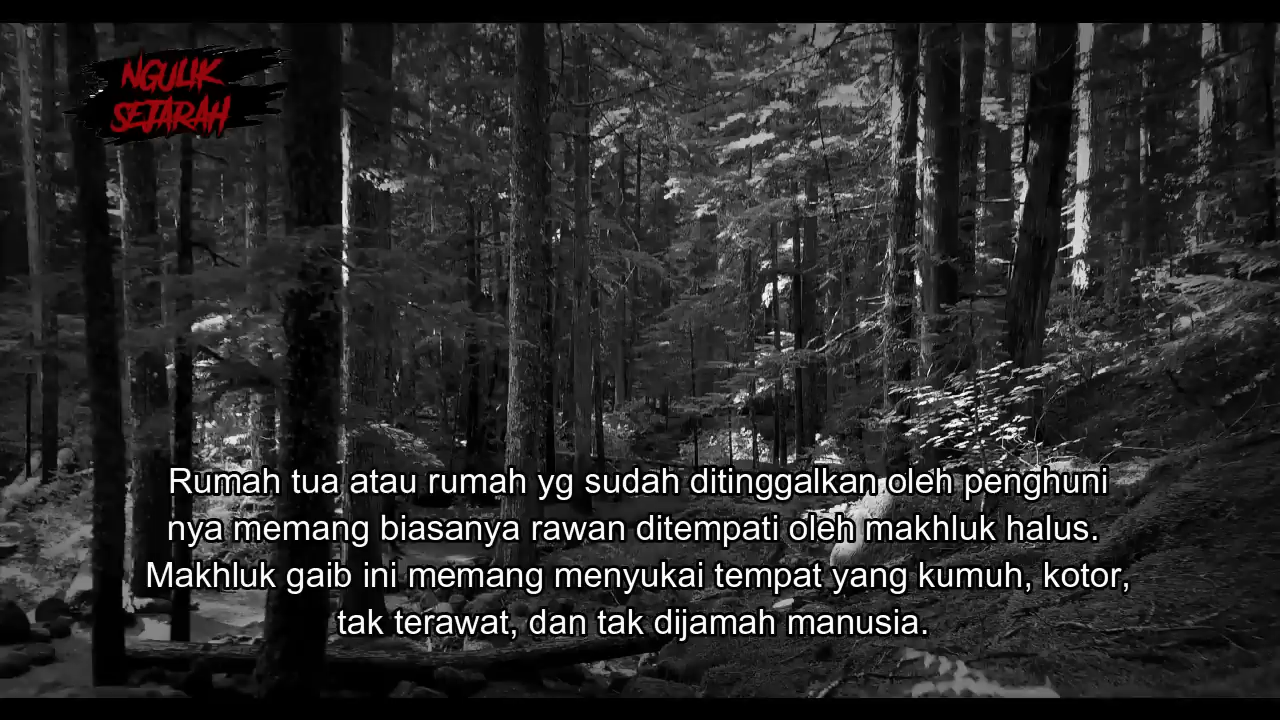 NGULIK
SEJARAH
Rumah tua atau rumah yg sudah ditinggalkan oleh penghuni
nya memang biasanya rawan ditempati oleh makhluk halus.
Makhluk gaib ini memang menyukai tempat yang kumuh, kotor,
tak terawat, dan tak dijamah manusia.